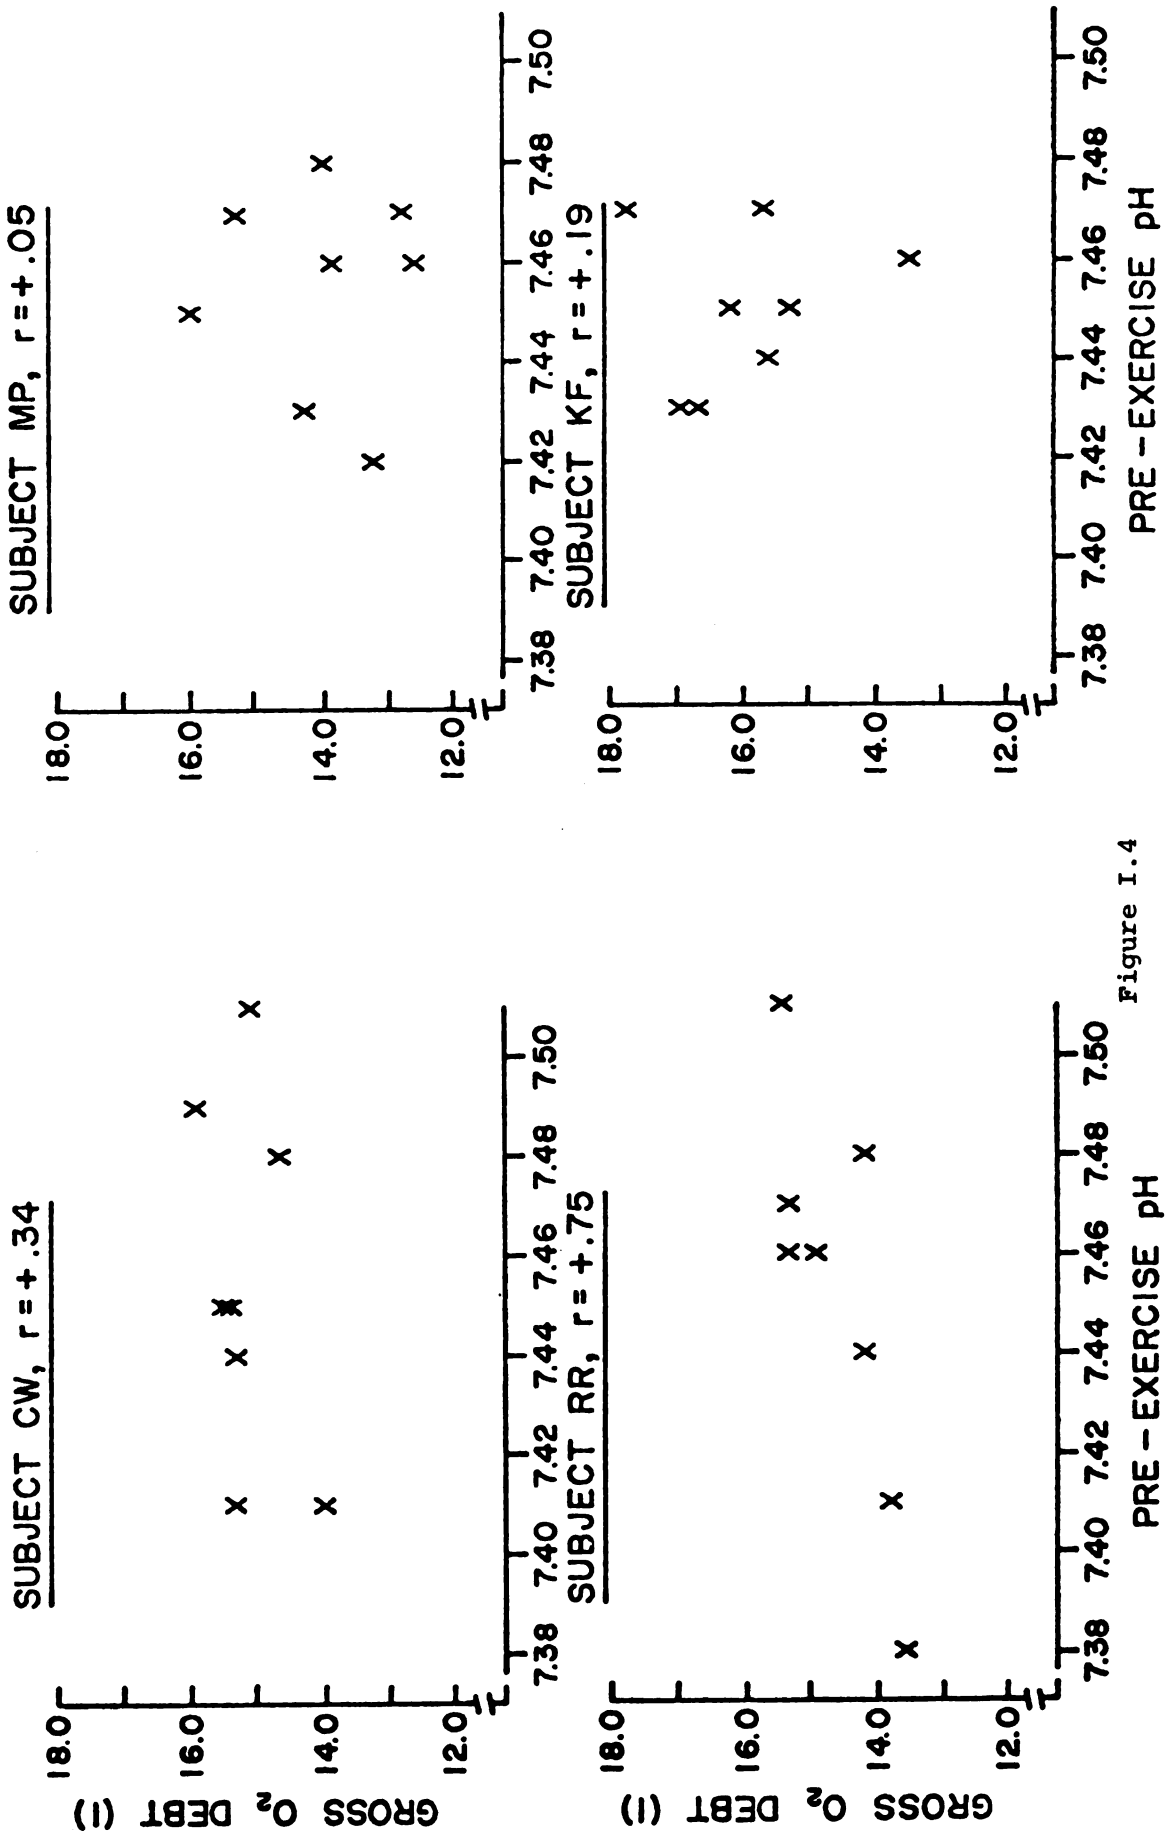 SUBJECT CW, r = +.34
18.0
16.0
14.0
12.0
GROSS O₂
DEBT (l)
7.38 7.40 7.42 7.44 7.46 7.48 7.50
SUBJECT MP, r = +.05
18.0
16.0
14.0
12.0
7.38 7.40 7.42 7.44 7.46 7.48 7.50
SUBJECT RR, r = +.75
18.0
16.0
14.0
12.0
GROSS O₂
DEBT (l)
7.38 7.40 7.42 7.44 7.46 7.48 7.50
PRE-EXERCISE pH
SUBJECT KF, r = +.19
18.0
16.0
14.0
12.0
7.38 7.40 7.42 7.44 7.46 7.48 7.50
PRE-EXERCISE pH
Figure I.4